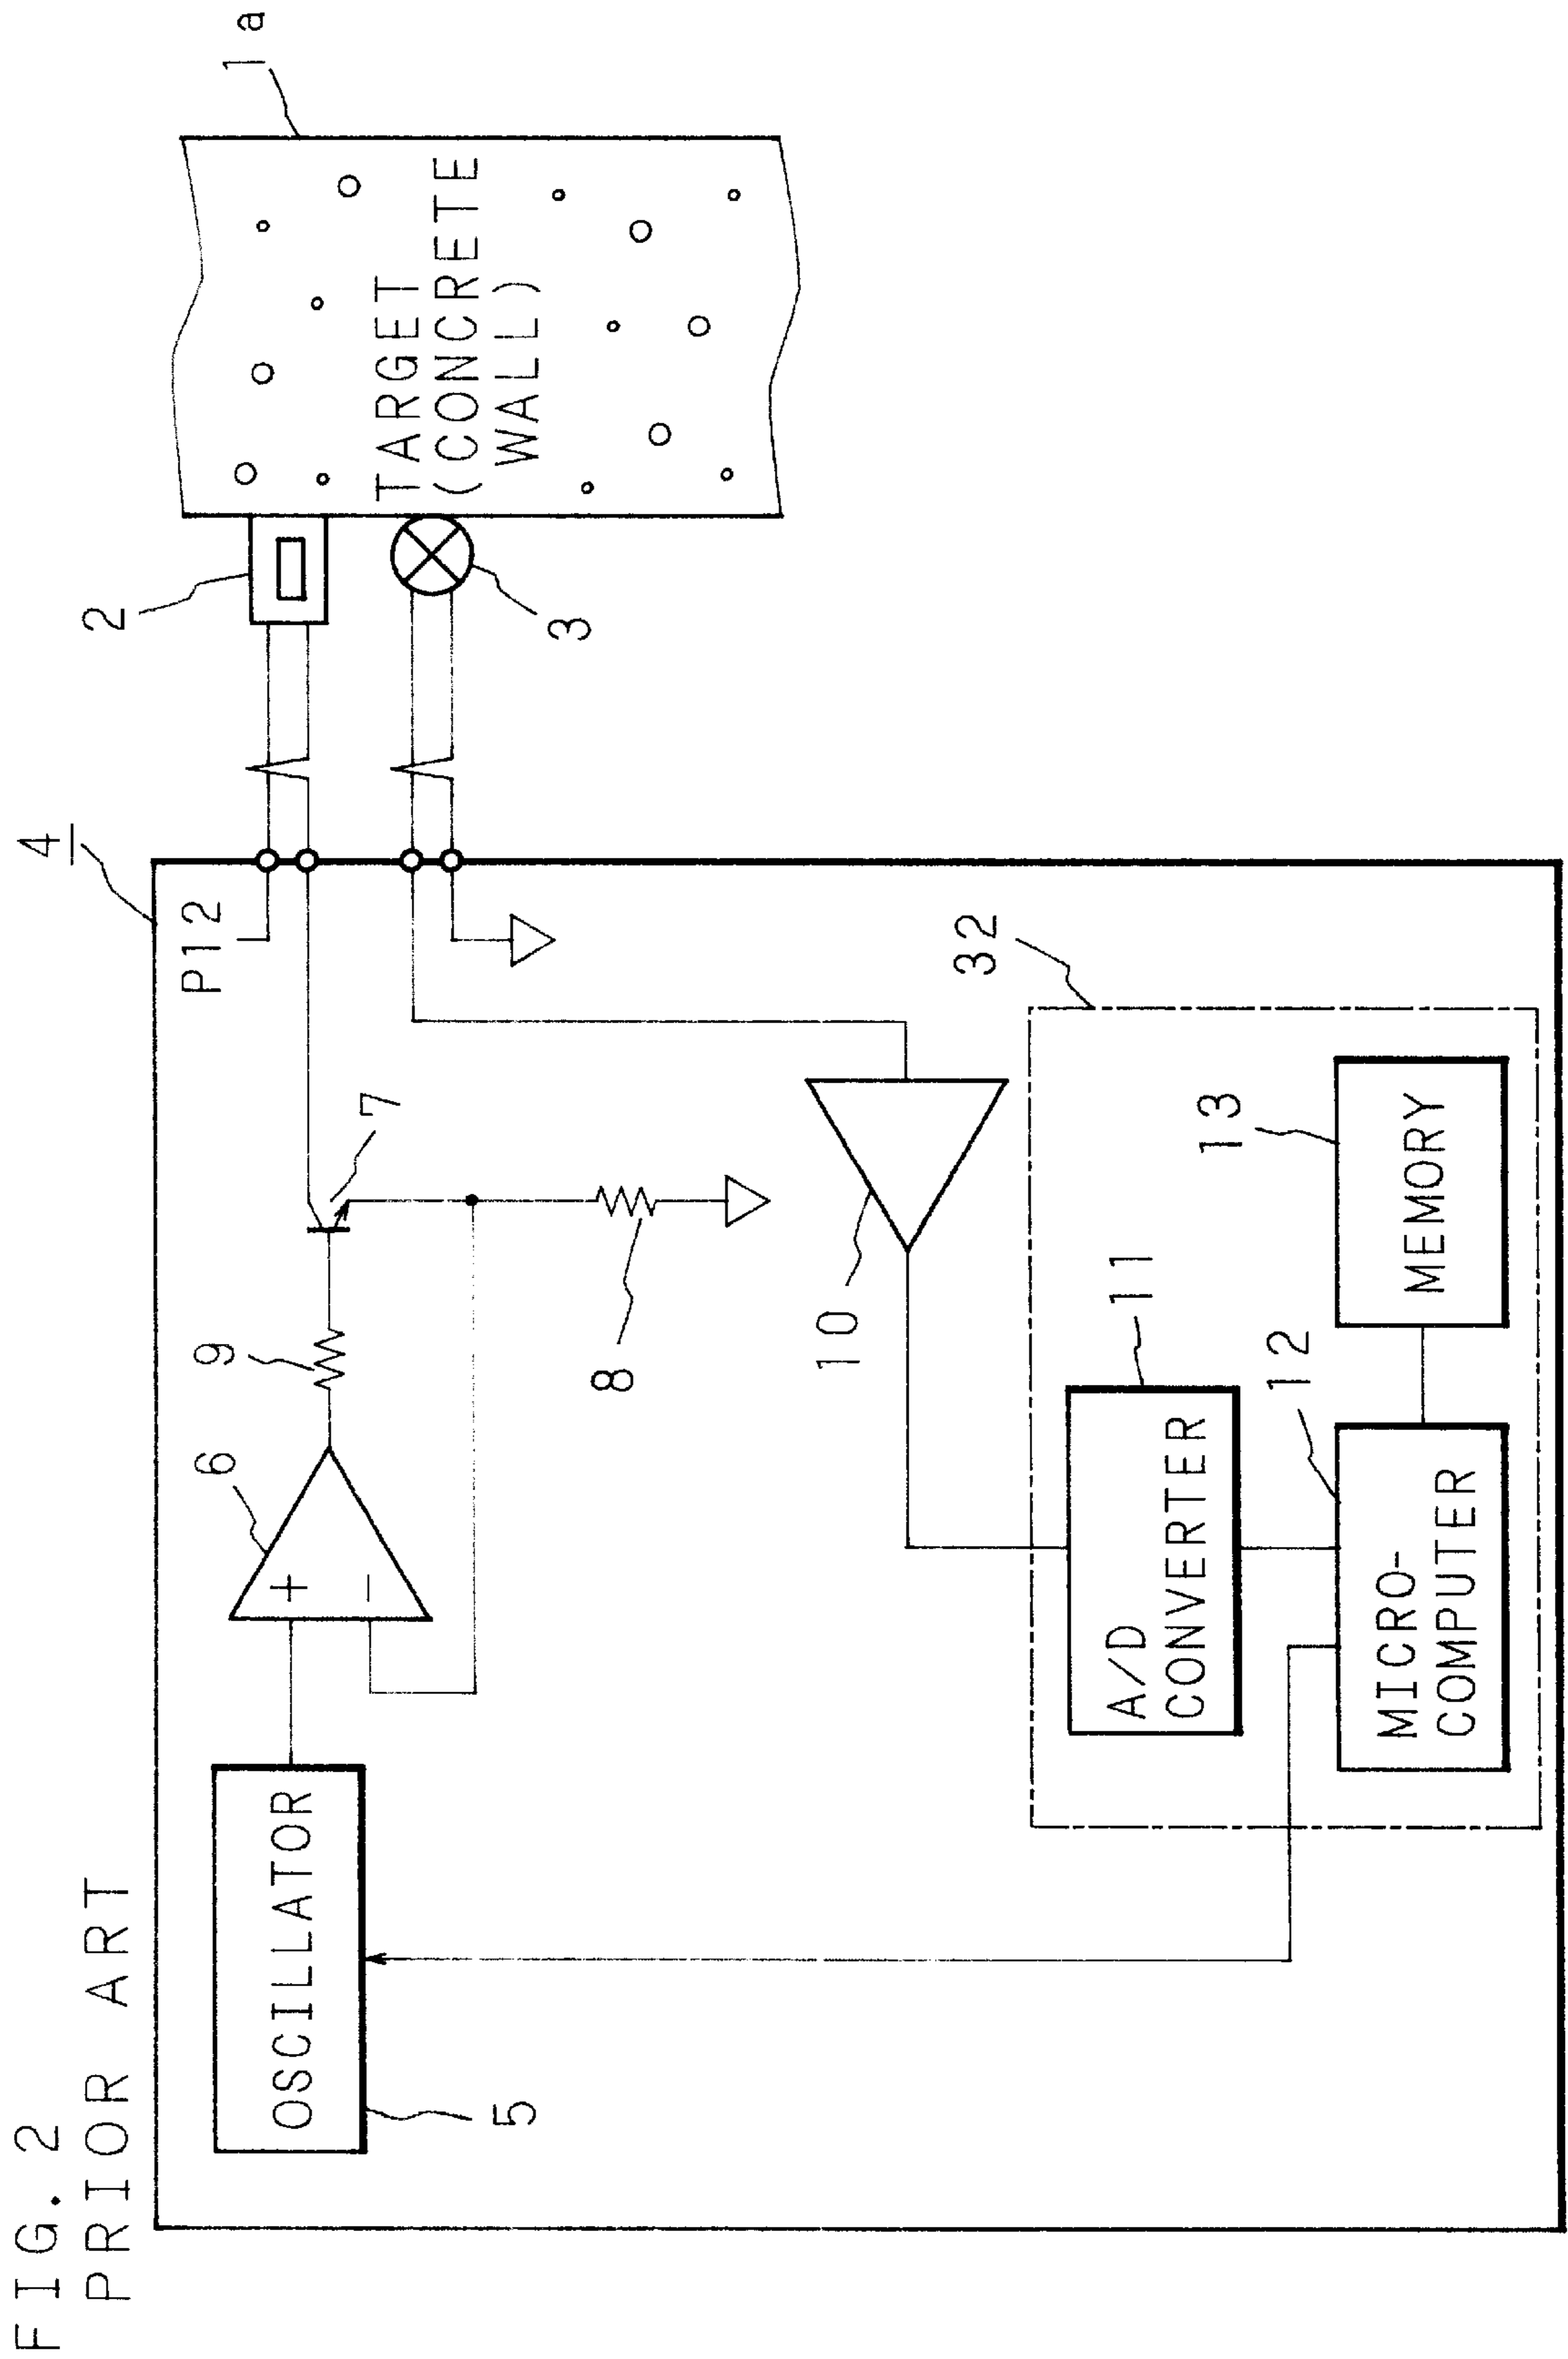 FIG. 2
PRIOR ART
4
2
1a
P12
TARGET
(CONCRETE
WALL)
3
OSCILLATOR
5
6
+
−
9
7
8
10
32
11
A/D
CONVERTER
12
MICRO-
COMPUTER
13
MEMORY